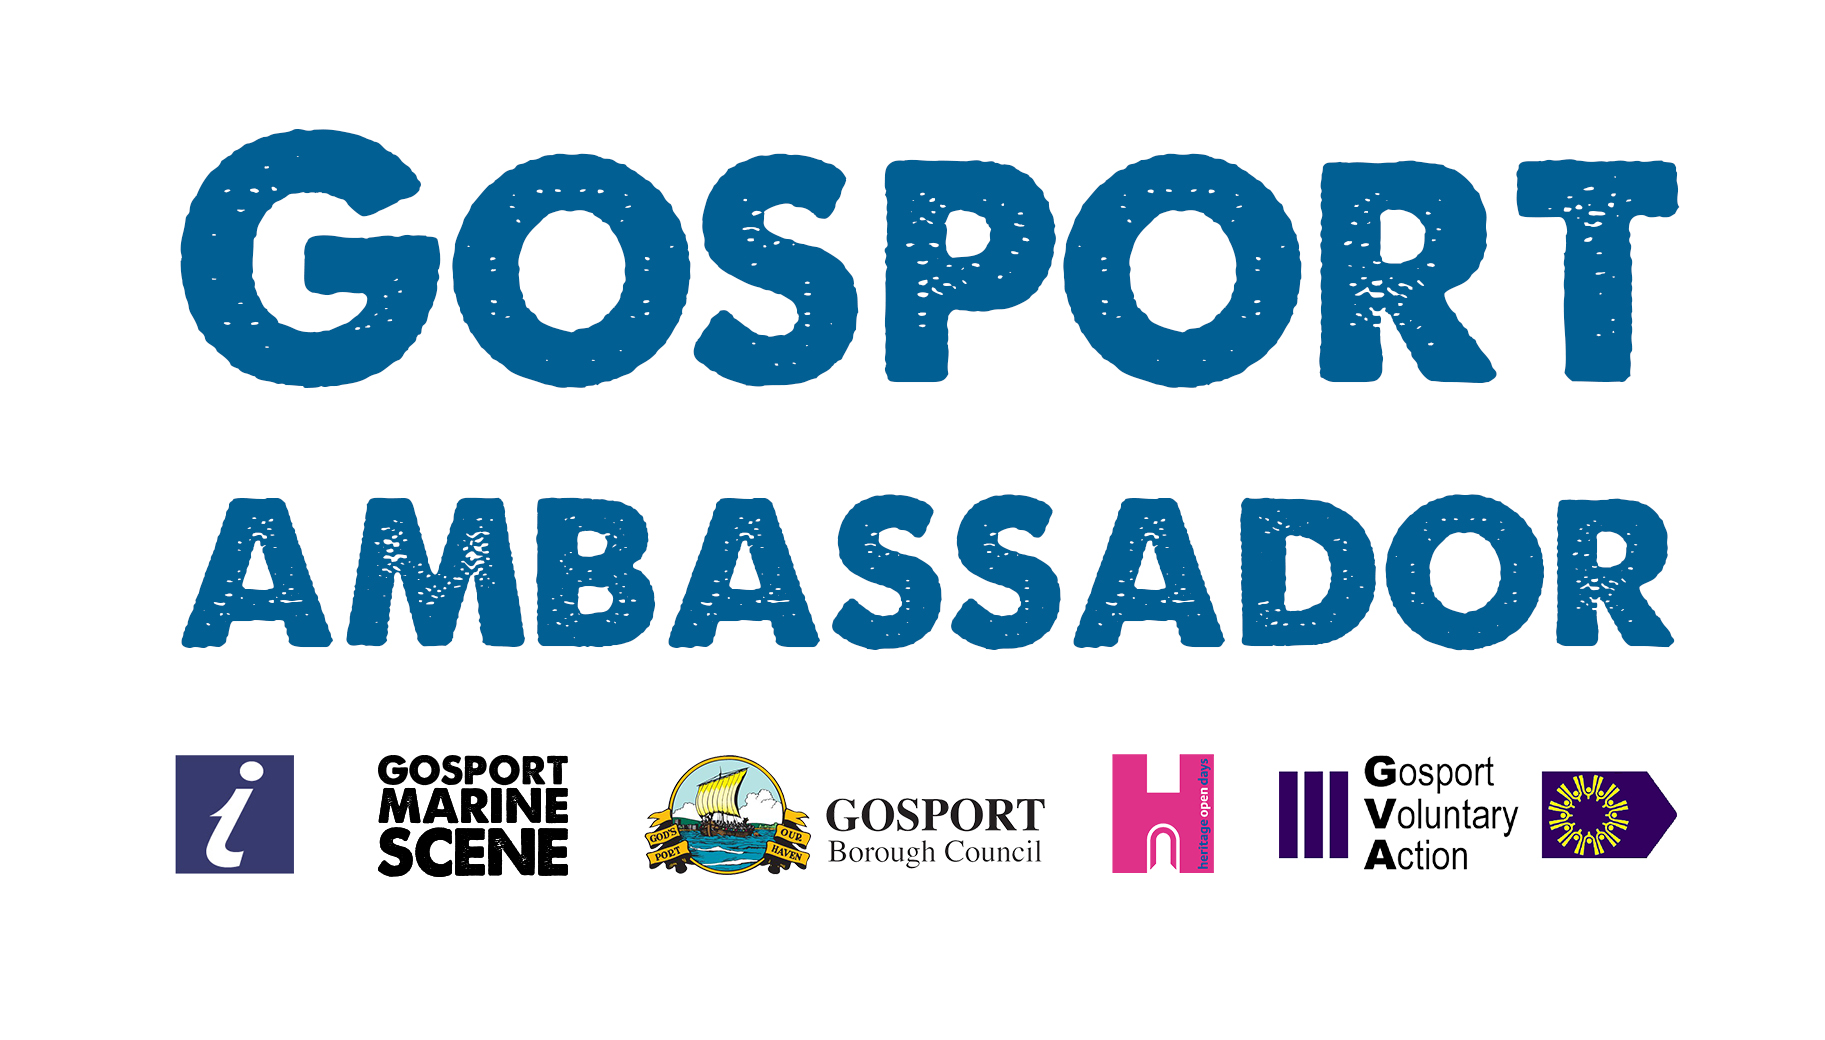 GOSPORT
AMBASSADOR
i
GOSPORT
MARINE
SCENE
GOD'S
PORT
OUR
HAVEN
GOSPORT
Borough Council
H
heritage open days
Gosport
Voluntary
Action